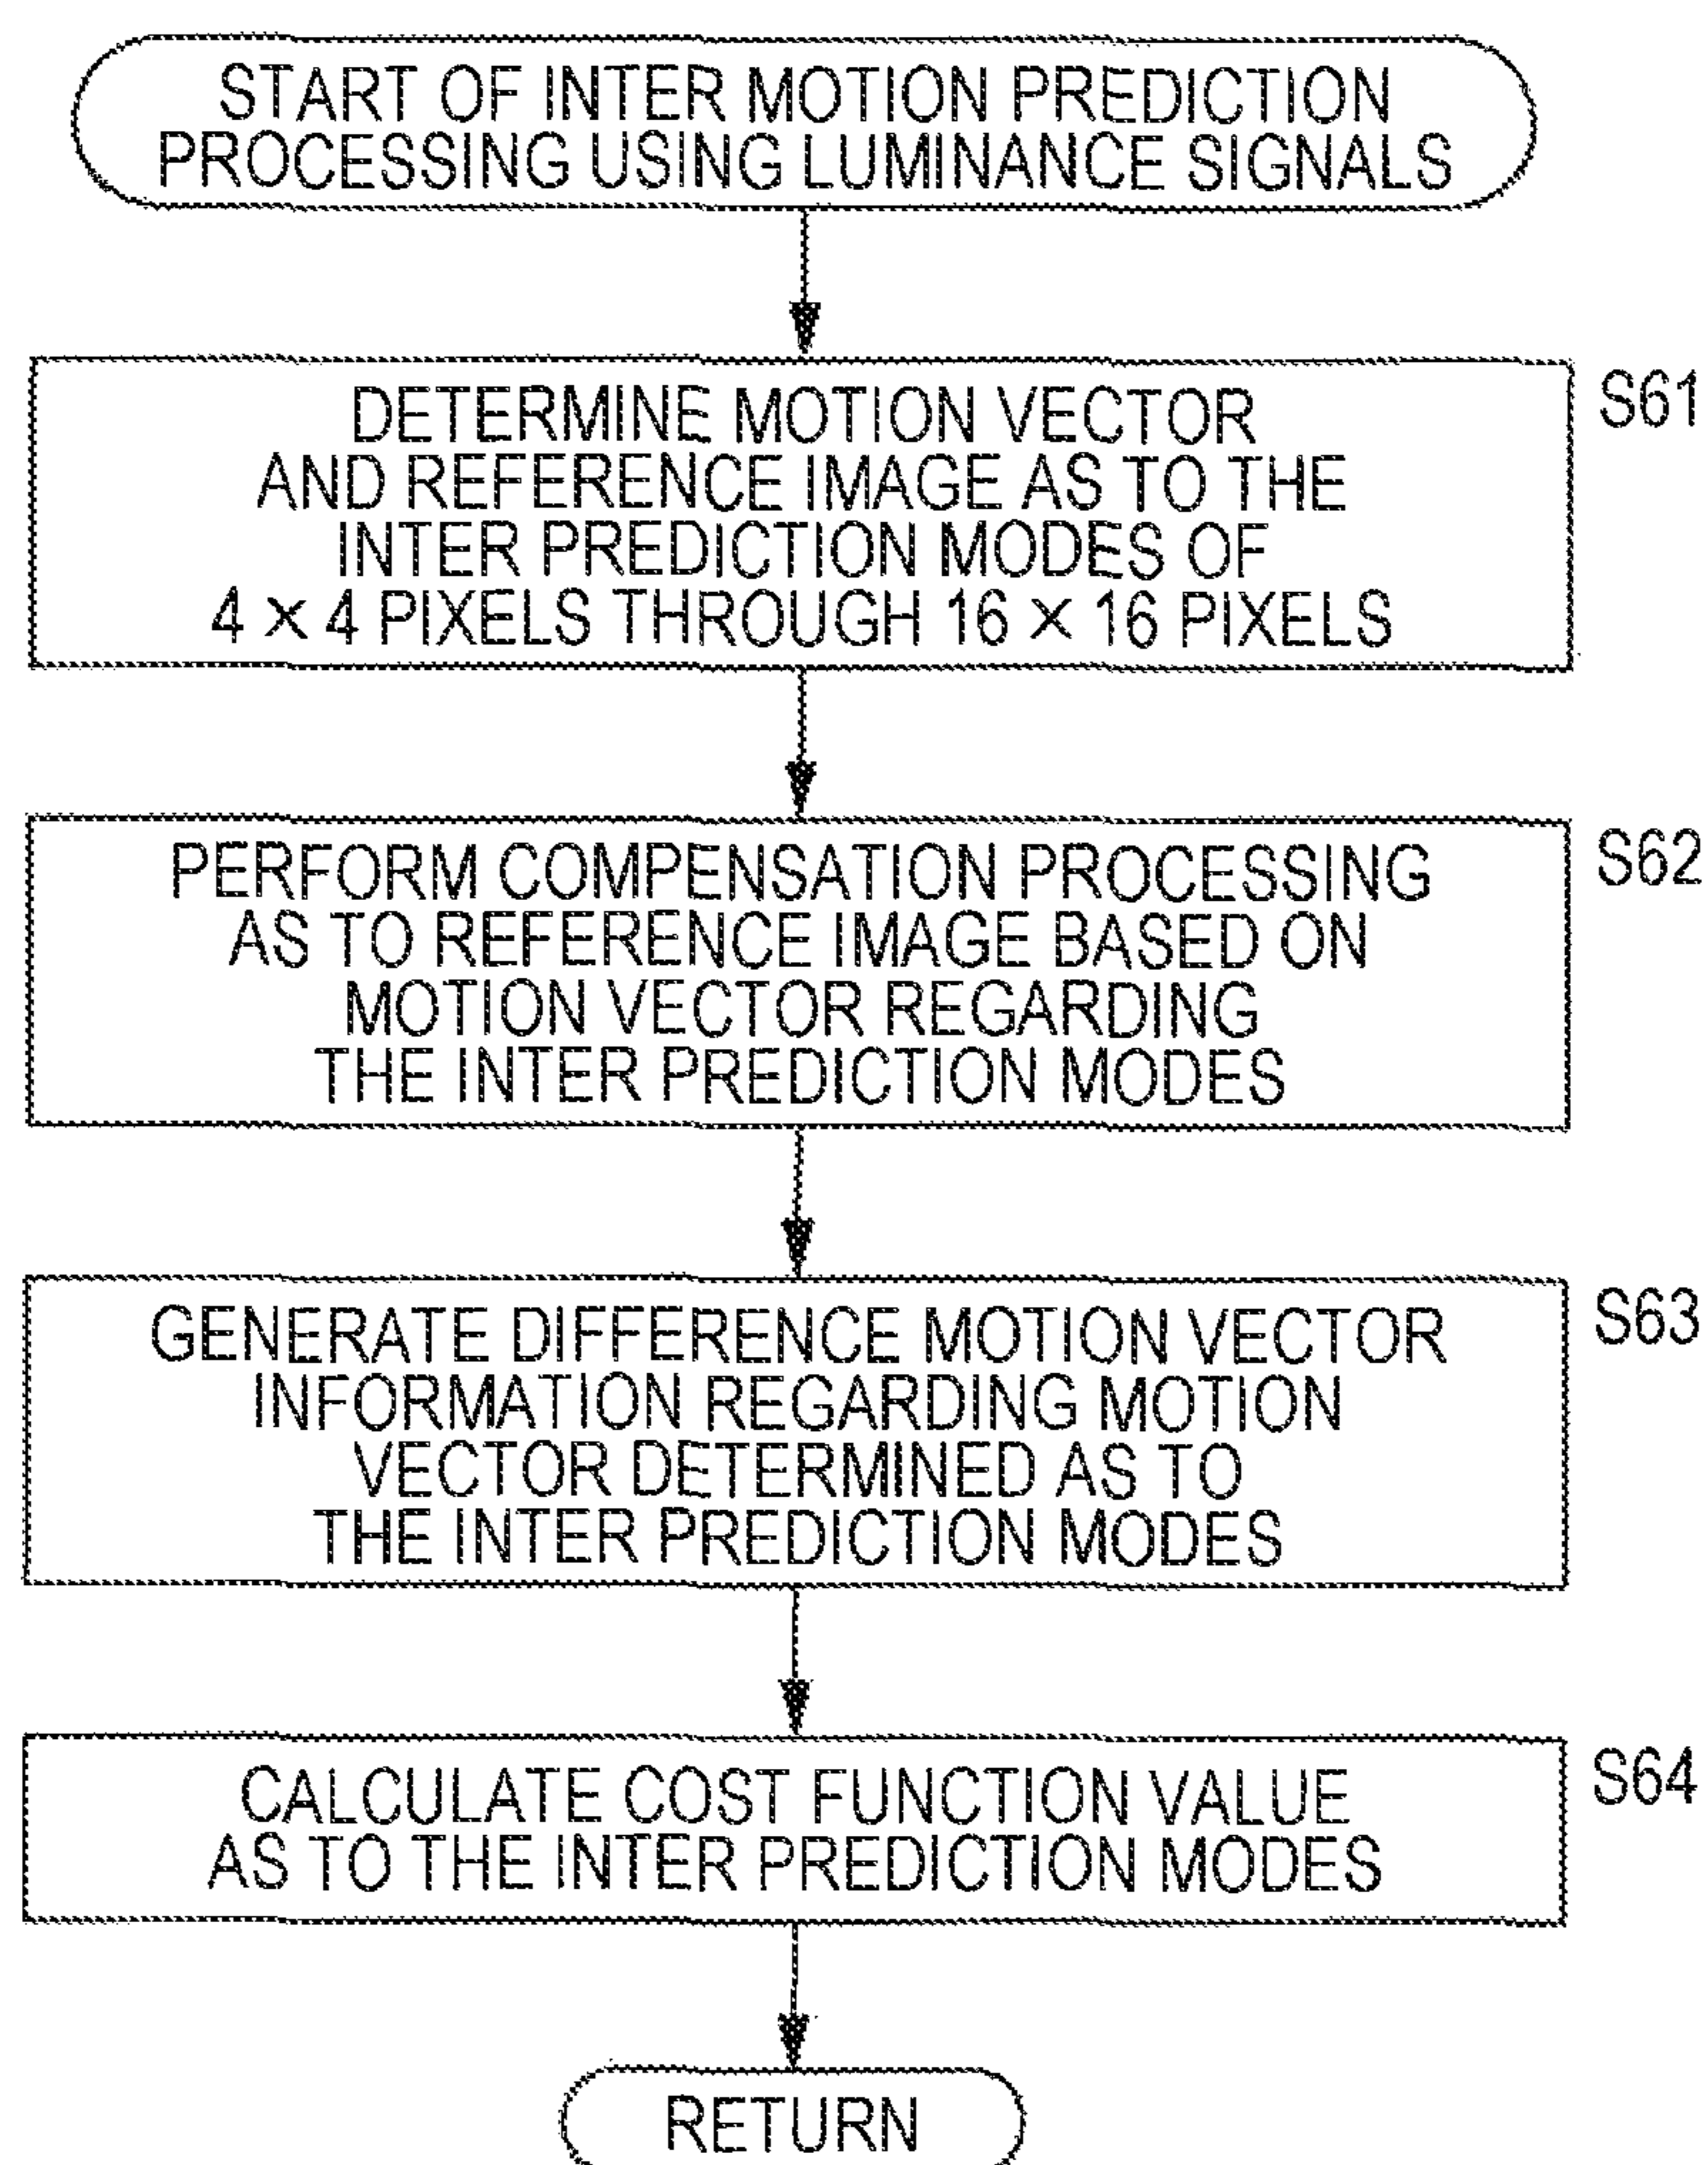 START OF INTER MOTION PREDICTION
PROCESSING USING LUMINANCE SIGNALS
S61
DETERMINE MOTION VECTOR
AND REFERENCE IMAGE AS TO THE
INTER PREDICTION MODES OF
4 × 4 PIXELS THROUGH 16 × 16 PIXELS
S62
PERFORM COMPENSATION PROCESSING
AS TO REFERENCE IMAGE BASED ON
MOTION VECTOR REGARDING
THE INTER PREDICTION MODES
S63
GENERATE DIFFERENCE MOTION VECTOR
INFORMATION REGARDING MOTION
VECTOR DETERMINED AS TO
THE INTER PREDICTION MODES
S64
CALCULATE COST FUNCTION VALUE
AS TO THE INTER PREDICTION MODES
RETURN